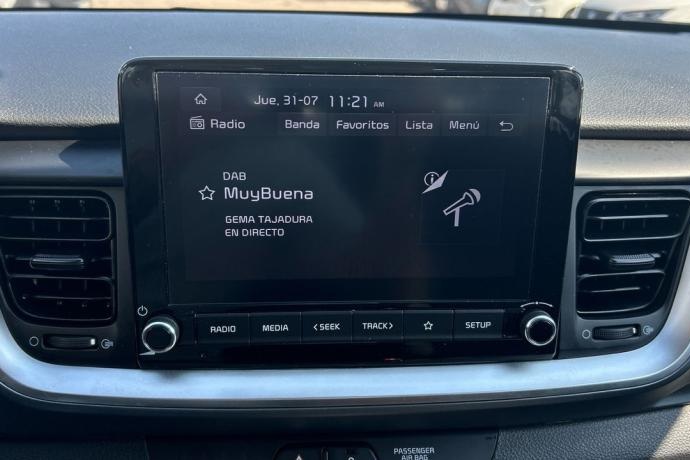 Jue, 31-07 11:21 AM
Radio Banda Favoritos Lista Menú
DAB
MuyBuena
GEMA TAJADURA
EN DIRECTO
RADIO MEDIA <SEEK TRACK> SETUP
PASSENGER
AIR BAG